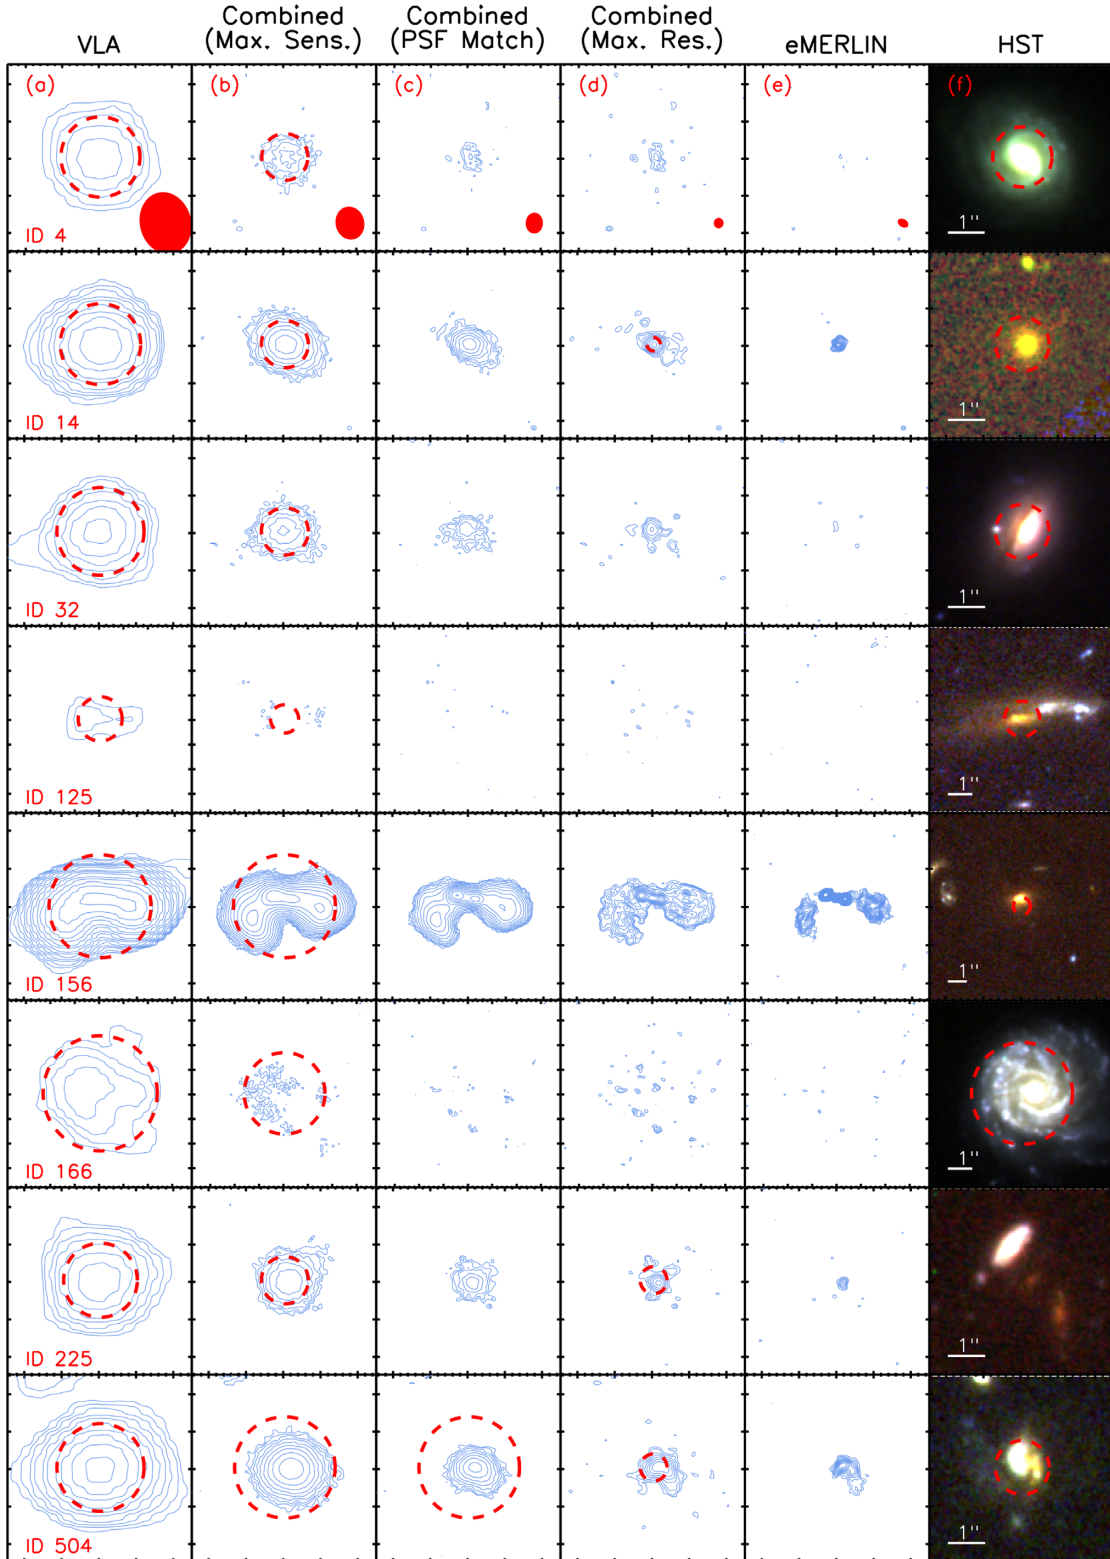 VLA
Combined
(Max. Sens.)
Combined
(PSF Match)
Combined
(Max. Res.)
eMERLIN
HST
(a)
(b)
(c)
(d)
(e)
(f)
ID 4
1"
ID 14
1"
ID 32
1"
ID 125
1"
ID 156
1"
ID 166
1"
ID 225
1"
ID 504
1"